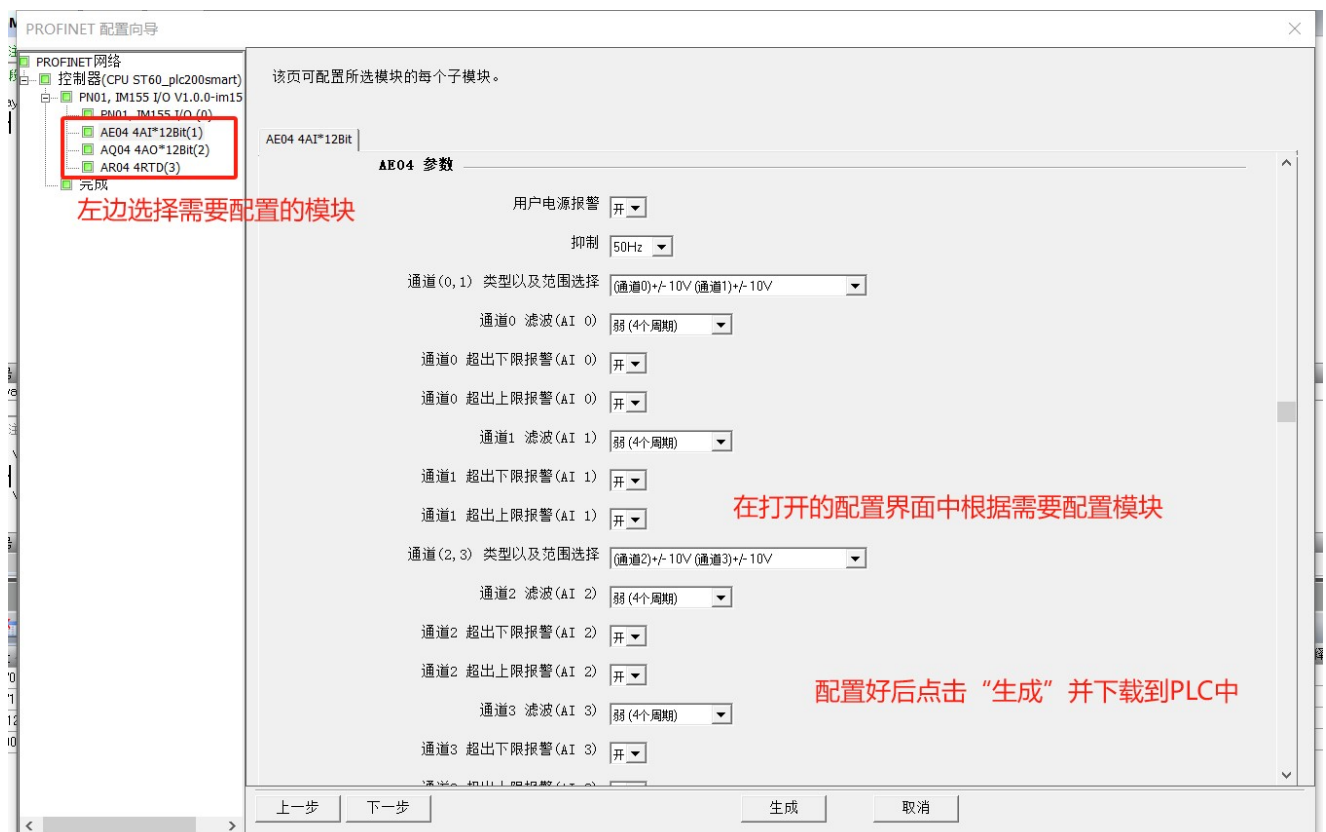 PROFINET 配置向导
PROFINET网络
控制器(CPU ST60_plc200smart)
PN01, IM155 I/O V1.0.0-im15
PN01, IM155 I/O (0)
AE04 4AI*12Bit(1)
AQ04 4AO*12Bit(2)
AR04 4RTD(3)
完成
左边选择需要配置的模块
该页可配置所选模块的每个子模块。
AE04 4AI*12Bit
AE04 参数
用户电源报警 开
抑制 50Hz
通道(0,1) 类型以及范围选择 (通道0)+/-10V (通道1)+/-10V
通道0 滤波(AI 0) 弱 (4个周期)
通道0 超出下限报警(AI 0) 开
通道0 超出上限报警(AI 0) 开
通道1 滤波(AI 1) 弱 (4个周期)
通道1 超出下限报警(AI 1) 开
通道1 超出上限报警(AI 1) 开
在打开的配置界面中根据需要配置模块
通道(2,3) 类型以及范围选择 (通道2)+/-10V (通道3)+/-10V
通道2 滤波(AI 2) 弱 (4个周期)
通道2 超出下限报警(AI 2) 开
通道2 超出上限报警(AI 2) 开
配置好后点击“生成”并下载到PLC中
通道3 滤波(AI 3) 弱 (4个周期)
通道3 超出下限报警(AI 3) 开
上一步 下一步 生成 取消